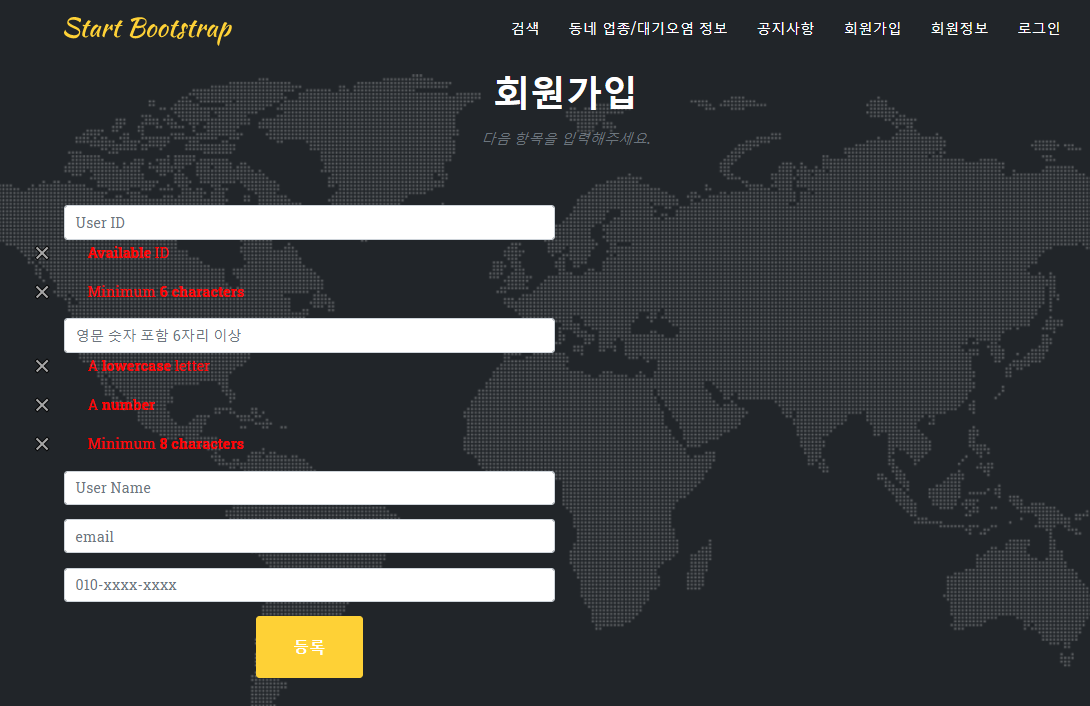 Start Bootstrap 검색 동네 업종/대기오염 정보 공지사항 회원가입 회원정보 로그인
회원가입
다음 항목을 입력해주세요.
User ID
Available ID
Minimum 6 characters
영문 숫자 포함 6자리 이상
A lowercase letter
A number
Minimum 8 characters
User Name
email
010-xxxx-xxxx
등록